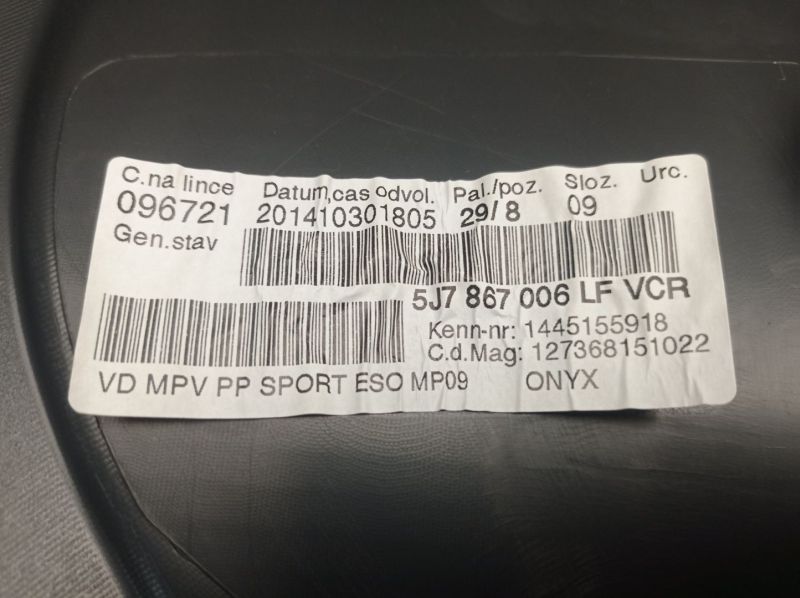 C.na lince Datum,cas odvol. Pal./poz. Sloz. Urc.
096721 201410301805 29/8 09
Gen.stav
5J7 867 006 LF VCR
Kenn-nr: 1445155918
C.d.Mag: 127368151022
VD MPV PP SPORT ESO MP09 ONYX